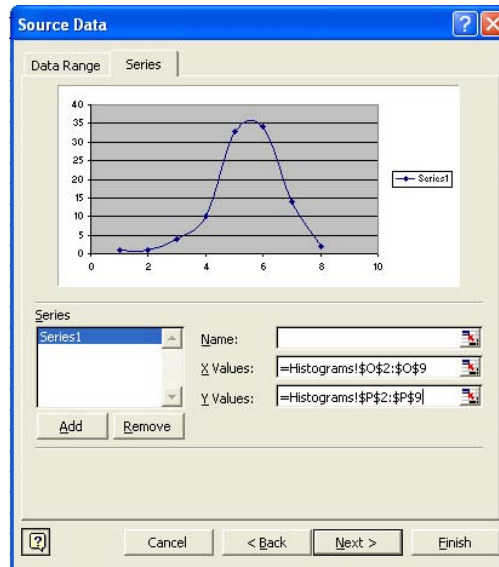 Source Data
Data Range Series
40
35
30
25
20
15
10
5
0
0 2 4 6 8 10
Series1
Series
Series1
Name:
X Values: =Histograms!$O$2:$O$9
Y Values: =Histograms!$P$2:$P$9
Add Remove
Cancel < Back Next > Finish